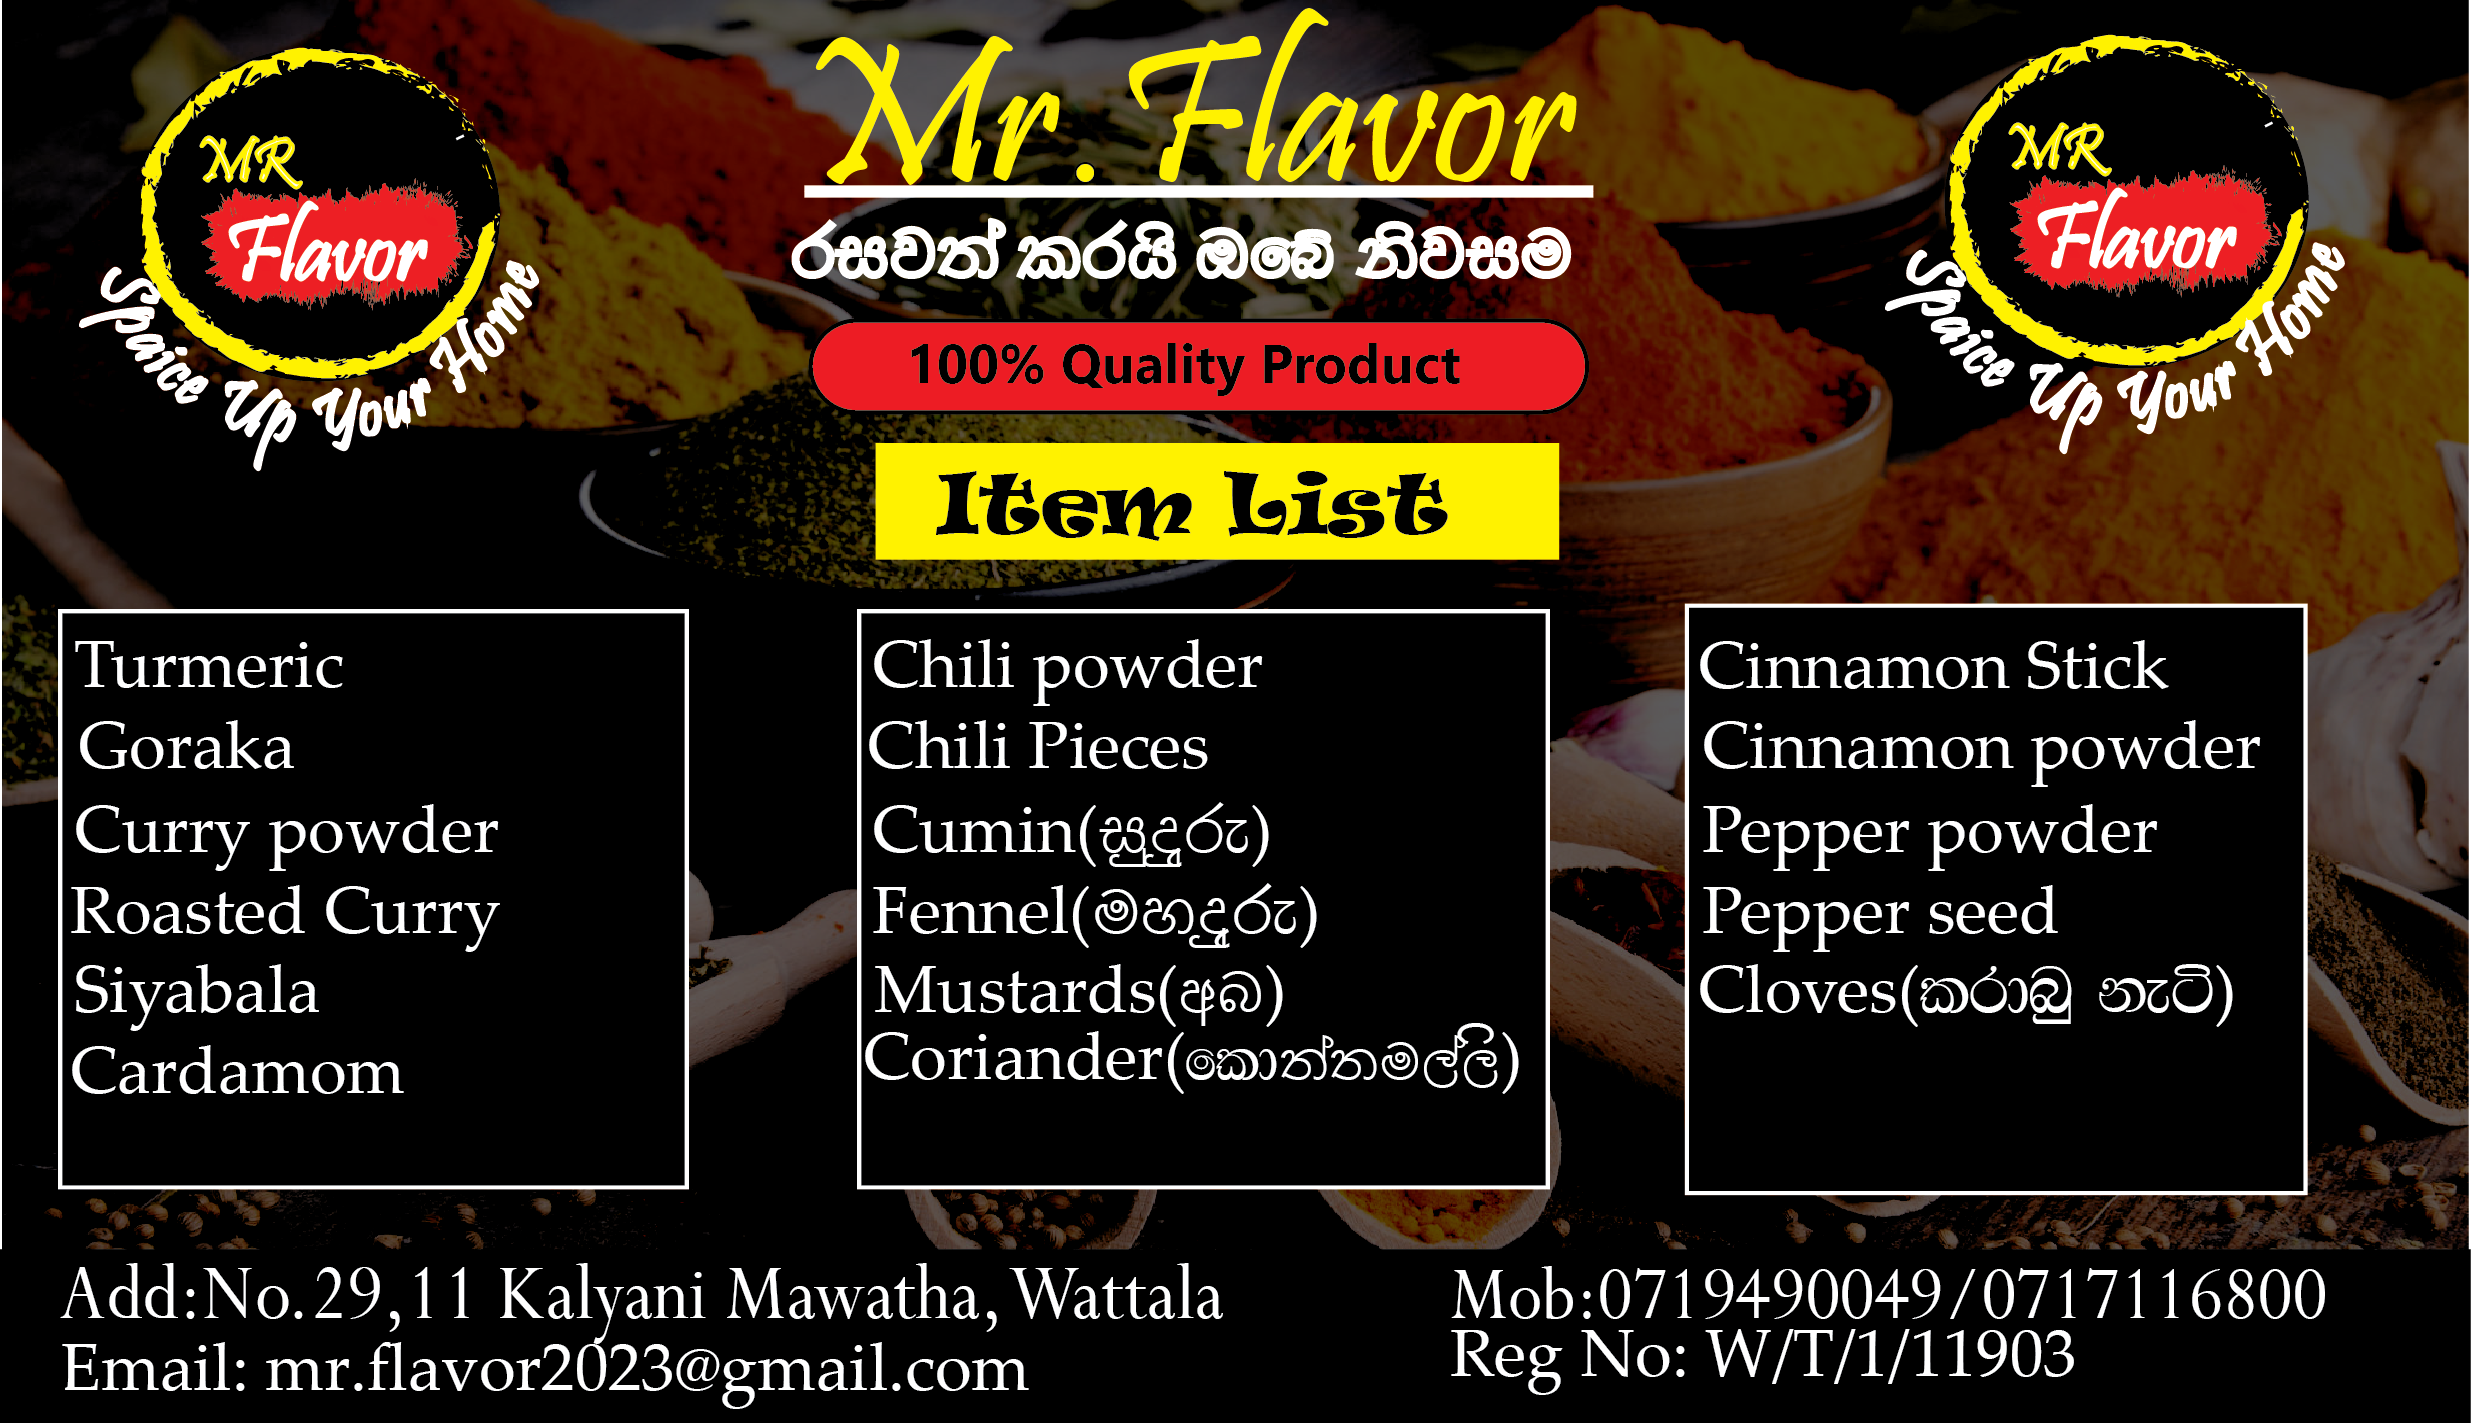 MR
Flavor
Spaice Up Your Home
Mr. Flavor
රසවත් කරයි ඔබේ නිවසම
100% Quality Product
Item List
MR
Flavor
Spaice Up Your Home
Turmeric
Goraka
Curry powder
Roasted Curry
Siyabala
Cardamom
Chili powder
Chili Pieces
Cumin(සුදුරු)
Fennel(මහදුරු)
Mustards(අබ)
Coriander(කොත්තමල්ලි)
Cinnamon Stick
Cinnamon powder
Pepper powder
Pepper seed
Cloves(කරාබු නැටි)
Add:No.29,11 Kalyani Mawatha,Wattala
Email: mr.flavor2023@gmail.com
Mob:0719490049/0717116800
Reg No: W/T/1/11903